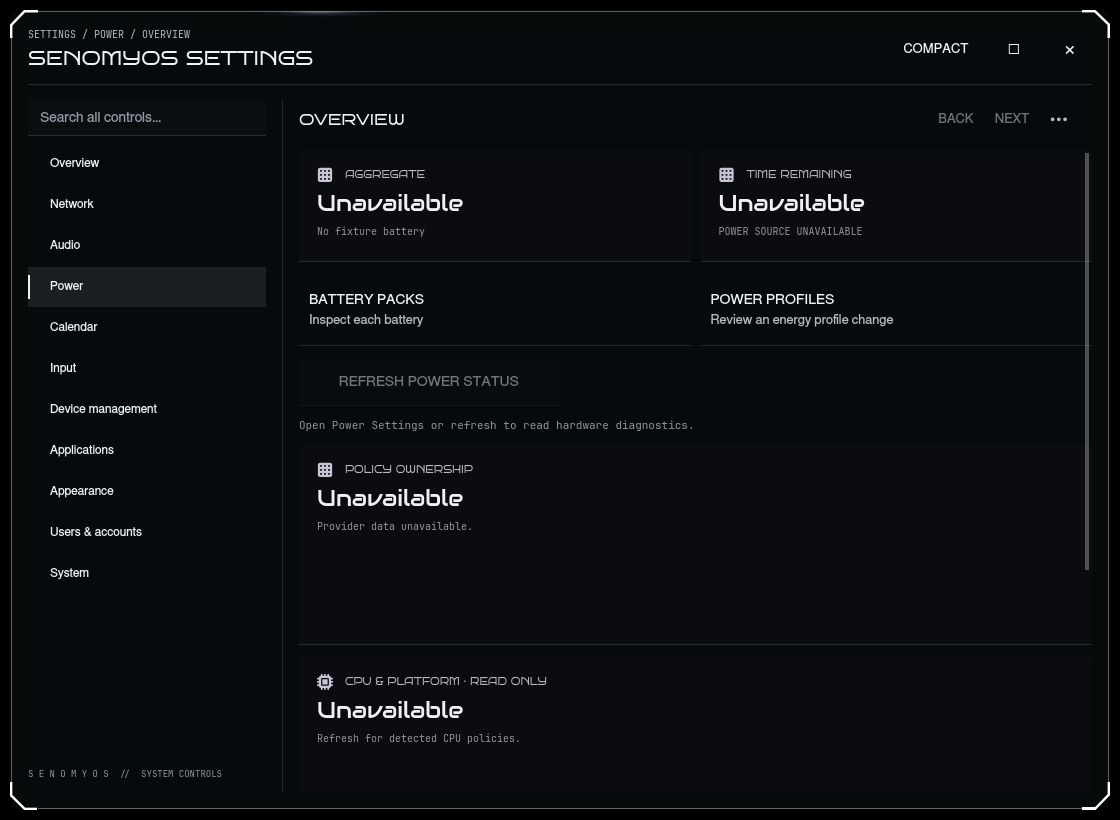 SETTINGS / POWER / OVERVIEW
SENOMYOS SETTINGS
COMPACT
Search all controls...
Overview
Network
Audio
Power
Calendar
Input
Device management
Applications
Appearance
Users & accounts
System
SENOMYOS // SYSTEM CONTROLS
OVERVIEW
BACK NEXT
AGGREGATE
Unavailable
No fixture battery
TIME REMAINING
Unavailable
POWER SOURCE UNAVAILABLE
BATTERY PACKS
Inspect each battery
POWER PROFILES
Review an energy profile change
REFRESH POWER STATUS
Open Power Settings or refresh to read hardware diagnostics.
POLICY OWNERSHIP
Unavailable
Provider data unavailable.
CPU & PLATFORM · READ ONLY
Unavailable
Refresh for detected CPU policies.